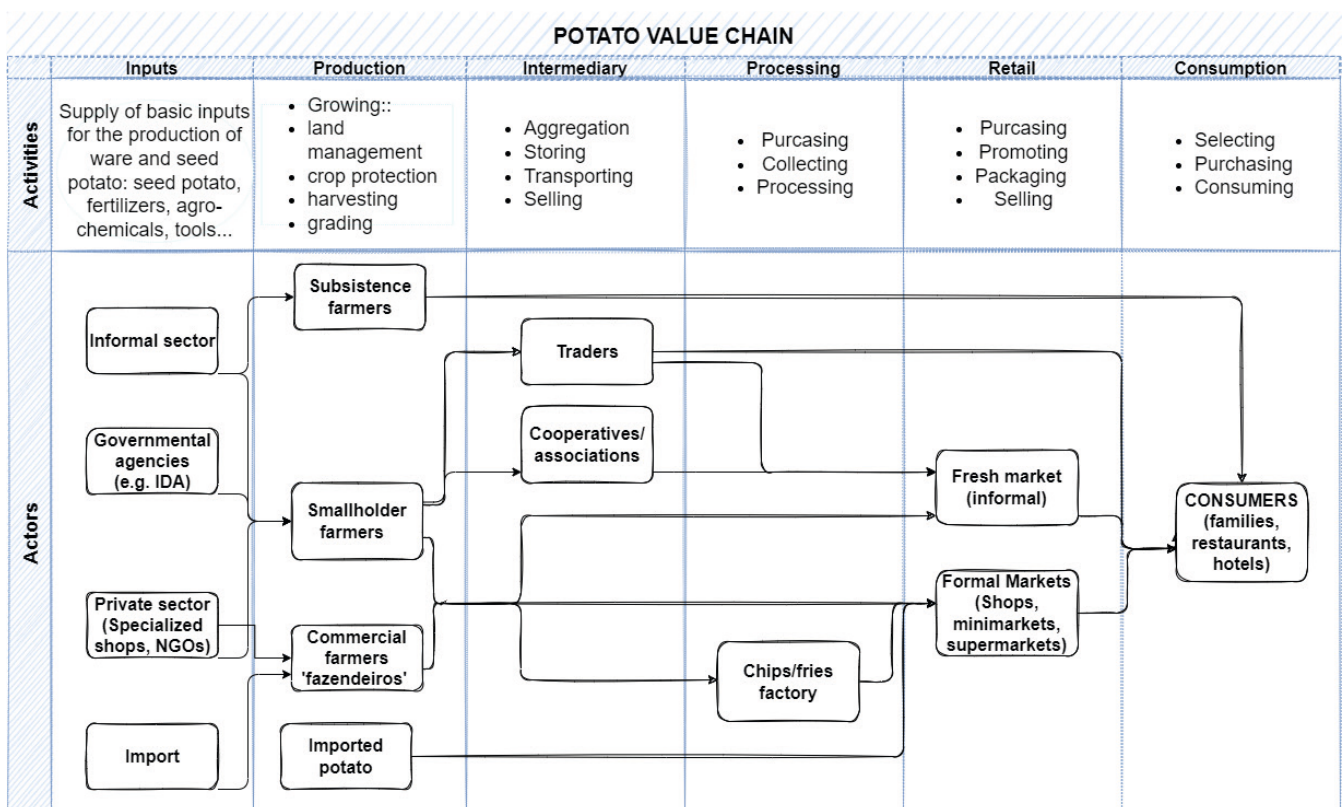 POTATO VALUE CHAIN
Inputs
Production
Intermediary
Processing
Retail
Consumption
Activities
Supply of basic inputs
for the production of
ware and seed
potato: seed potato,
fertilizers, agro-
chemicals, tools...
• Growing::
• land
management
• crop protection
• harvesting
• grading
• Aggregation
• Storing
• Transporting
• Selling
• Purcasing
• Collecting
• Processing
• Purcasing
• Promoting
• Packaging
• Selling
• Selecting
• Purchasing
• Consuming
Actors
Informal sector
Governmental
agencies
(e.g. IDA)
Private sector
(Specialized
shops, NGOs)
Import
Subsistence
farmers
Smallholder
farmers
Commercial
farmers
'fazendeiros'
Imported
potato
Traders
Cooperatives/
associations
Chips/fries
factory
Fresh market
(informal)
Formal Markets
(Shops,
minimarkets,
supermarkets)
CONSUMERS
(families,
restaurants,
hotels)